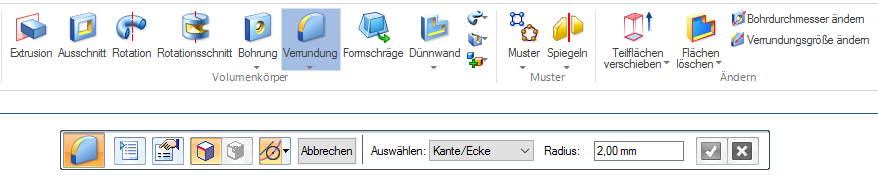 Extrusion Ausschnitt Rotation Rotationsschnitt Bohrung Verrundung Formschräge Dünnwand
Volumenkörper
Muster Spiegeln
Muster
Teilflächen verschieben
Flächen löschen
Bohrdurchmesser ändern
Verrundungsgröße ändern
Ändern
Abbrechen Auswählen: Kante/Ecke Radius: 2,00 mm